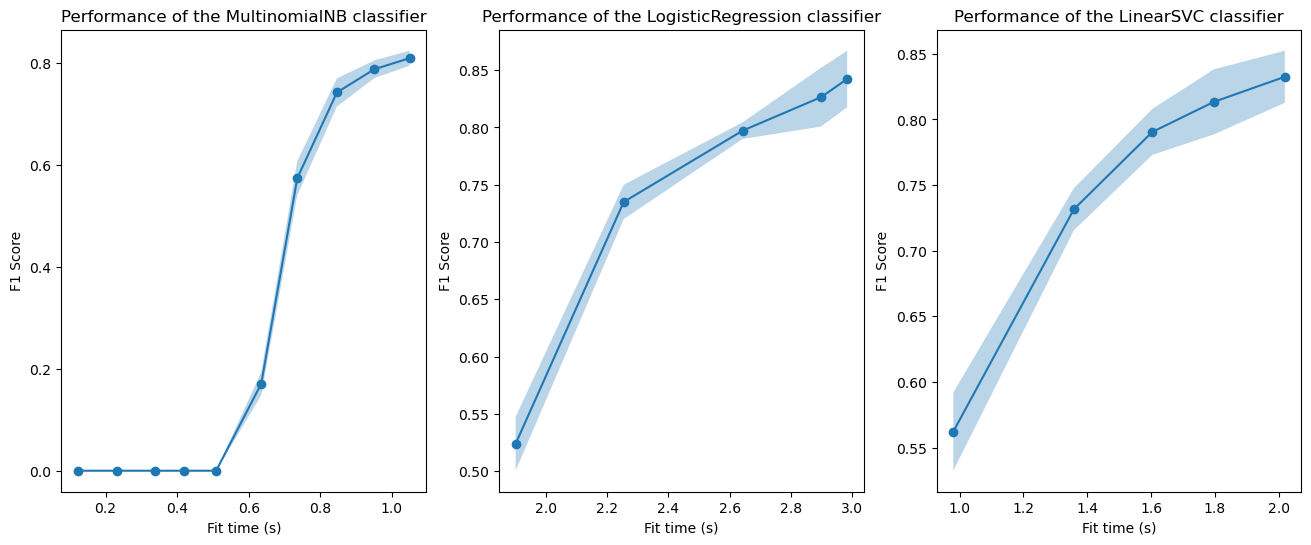 Performance of the MultinomialNB classifier
F1 Score
0.8
0.6
0.4
0.2
0.0
0.2 0.4 0.6 0.8 1.0
Fit time (s)
Performance of the LogisticRegression classifier
F1 Score
0.85
0.80
0.75
0.70
0.65
0.60
0.55
0.50
2.0 2.2 2.4 2.6 2.8 3.0
Fit time (s)
Performance of the LinearSVC classifier
F1 Score
0.85
0.80
0.75
0.70
0.65
0.60
0.55
1.0 1.2 1.4 1.6 1.8 2.0
Fit time (s)